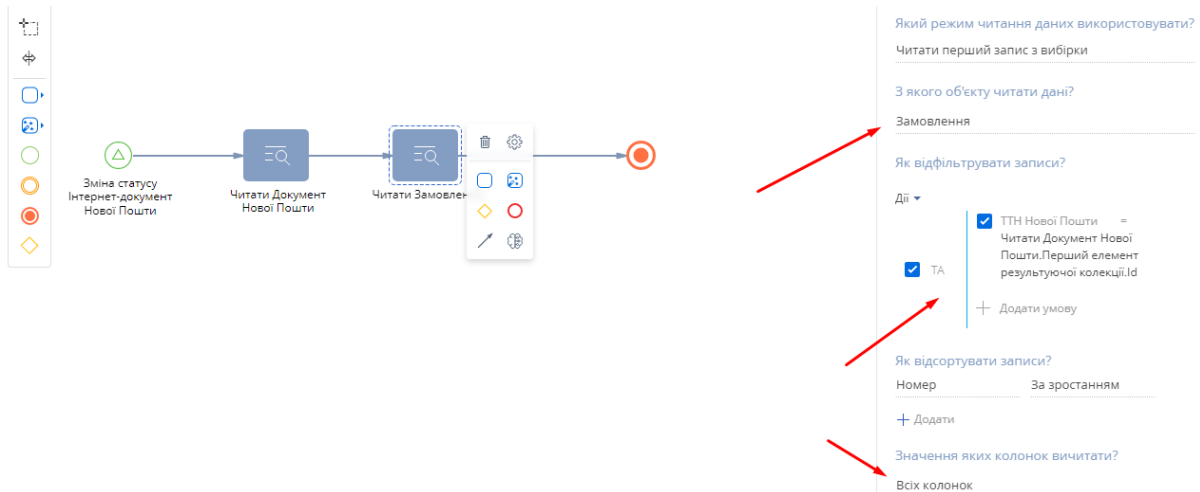 Який режим читання даних використовувати?
Читати перший запис з вибірки
З якого об'єкту читати дані?
Замовлення
Як відфільтрувати записи?
Дії
ТТН Нової Пошти =
Читати Документ Нової
Пошти.Перший елемент
результуючої колекції.Id
ТА
Додати умову
Як відсортувати записи?
Номер За зростанням
Додати
Значення яких колонок вичитати?
Всіх колонок
Зміна статусу
Інтернет-документ
Нової Пошти
Читати Документ
Нової Пошти
Читати Замовлен